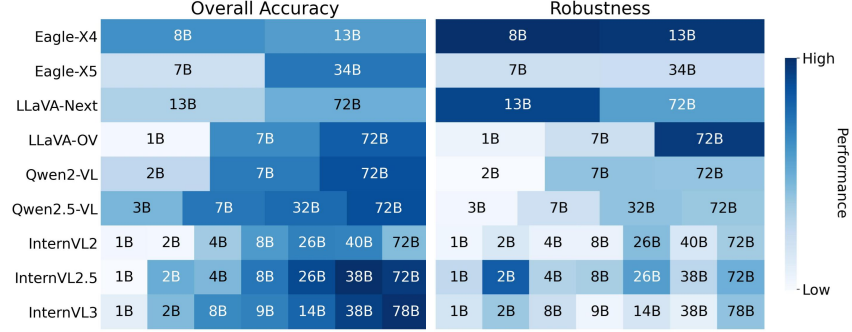 Overall Accuracy Robustness
Eagle-X4 8B 13B 8B 13B High
Eagle-X5 7B 34B 7B 34B
LLaVA-Next 13B 72B 13B 72B
LLaVA-OV 1B 7B 72B 1B 7B 72B
Qwen2-VL 2B 7B 72B 2B 7B 72B
Qwen2.5-VL 3B 7B 32B 72B 3B 7B 32B 72B
InternVL2 1B 2B 4B 8B 26B 40B 72B 1B 2B 4B 8B 26B 40B 72B
InternVL2.5 1B 2B 4B 8B 26B 38B 72B 1B 2B 4B 8B 26B 38B 72B Low
InternVL3 1B 2B 8B 9B 14B 38B 78B 1B 2B 8B 9B 14B 38B 78B
Performance